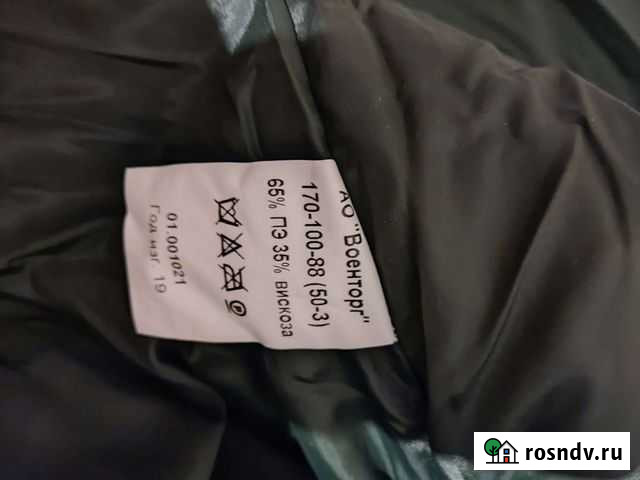 АО "Военторг"
170-100-88 (50-3)
65% ПЭ 35% вискоза
01 001021
Год изг. 19
rosndv.ru